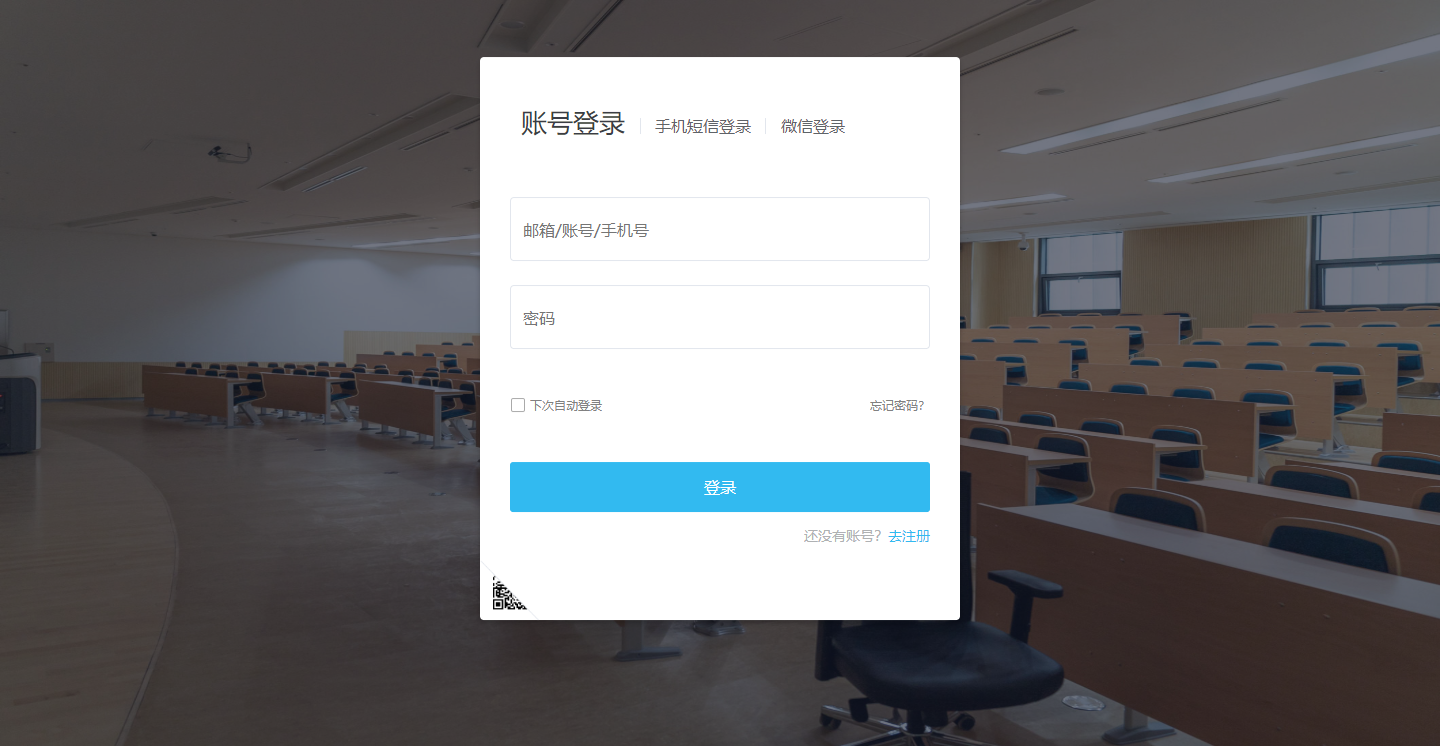 账号登录 手机短信登录 微信登录
邮箱/账号/手机号
密码
下次自动登录 忘记密码?
登录
还没有账号? 去注册